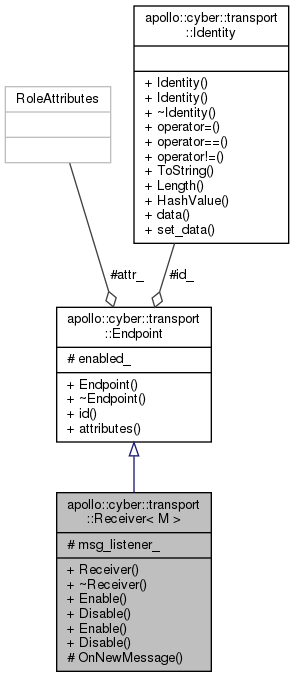 apollo::cyber::transport
::Identity
+ Identity()
+ Identity()
+ ~Identity()
+ operator=()
+ operator==()
+ operator!=()
+ ToString()
+ Length()
+ HashValue()
+ data()
+ set_data()
RoleAttributes
#attr_
#id_
apollo::cyber::transport
::Endpoint
# enabled_
+ Endpoint()
+ ~Endpoint()
+ id()
+ attributes()
apollo::cyber::transport
::Receiver< M >
# msg_listener_
+ Receiver()
+ ~Receiver()
+ Enable()
+ Disable()
+ Enable()
+ Disable()
# OnNewMessage()